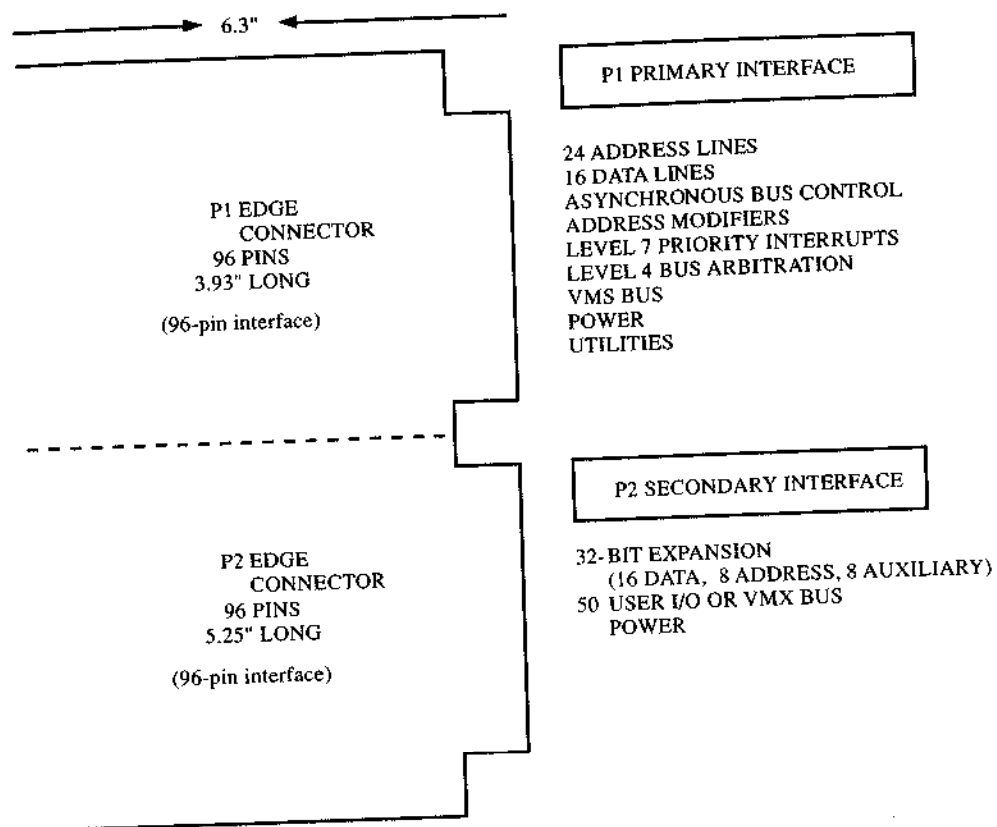 6.3"
P1 PRIMARY INTERFACE
24 ADDRESS LINES
16 DATA LINES
ASYNCHRONOUS BUS CONTROL
ADDRESS MODIFIERS
LEVEL 7 PRIORITY INTERRUPTS
LEVEL 4 BUS ARBITRATION
VMS BUS
POWER
UTILITIES
P1 EDGE
CONNECTOR
96 PINS
3.93" LONG
(96-pin interface)
P2 SECONDARY INTERFACE
32-BIT EXPANSION
(16 DATA, 8 ADDRESS, 8 AUXILIARY)
50 USER I/O OR VMX BUS
POWER
P2 EDGE
CONNECTOR
96 PINS
5.25" LONG
(96-pin interface)